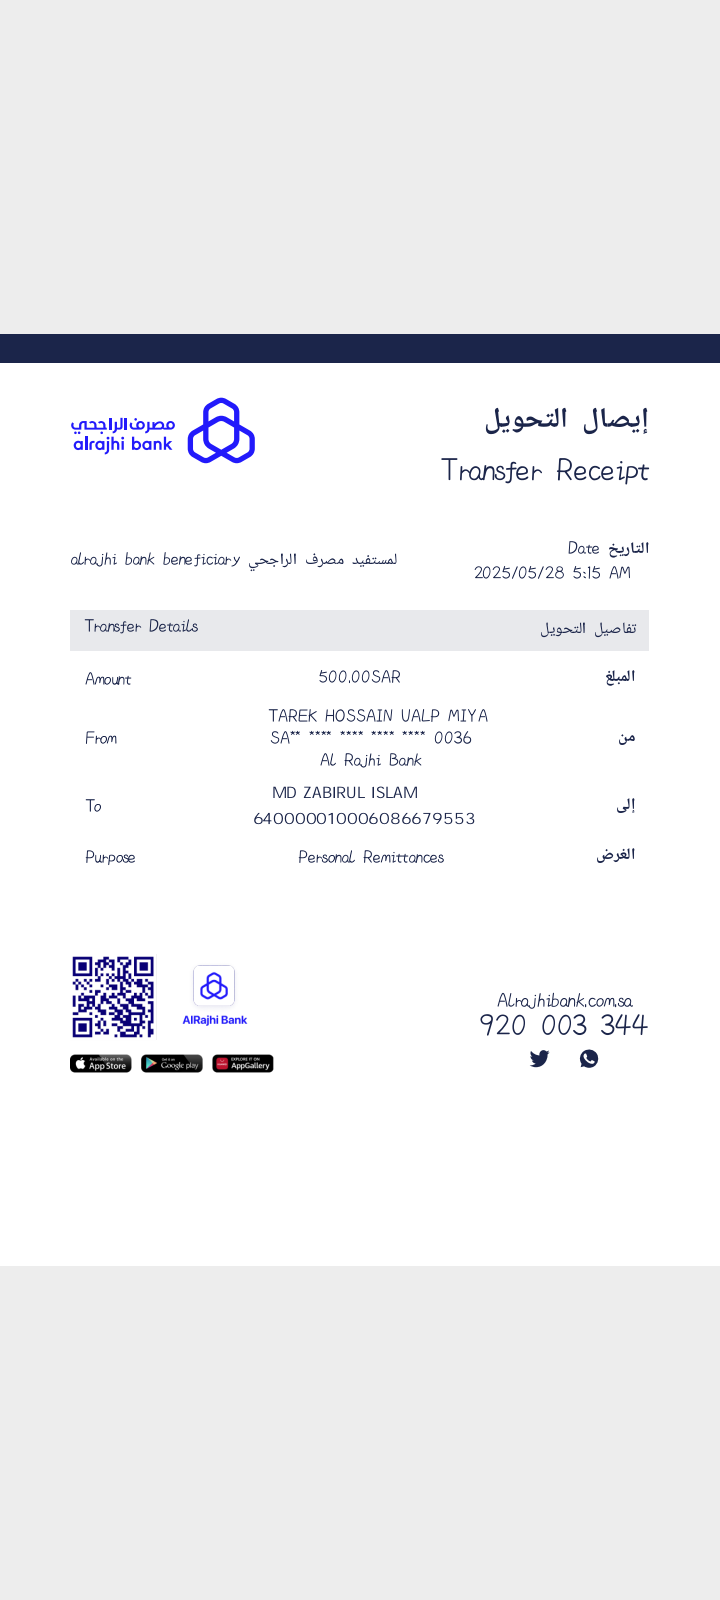 مصرف الراجحي
alrajhi bank
إيصال التحويل
Transfer Receipt
alrajhi bank beneficiary لمستفيد مصرف الراجحي
Date التاريخ
2025/05/28 5:15 AM
Transfer Details تفاصيل التحويل
Amount 500.00SAR المبلغ
TAREK HOSSAIN UALP MIYA
From SA** **** **** **** **** 0036 من
Al Rajhi Bank
MD ZABIRUL ISLAM
To إلى
640000010006086679553
Purpose Personal Remittances الغرض
AlRajhi Bank
Alrajhibank.com.sa
920 003 344
Available on the App Store
Get it on Google play
EXPLORE IT ON AppGallery